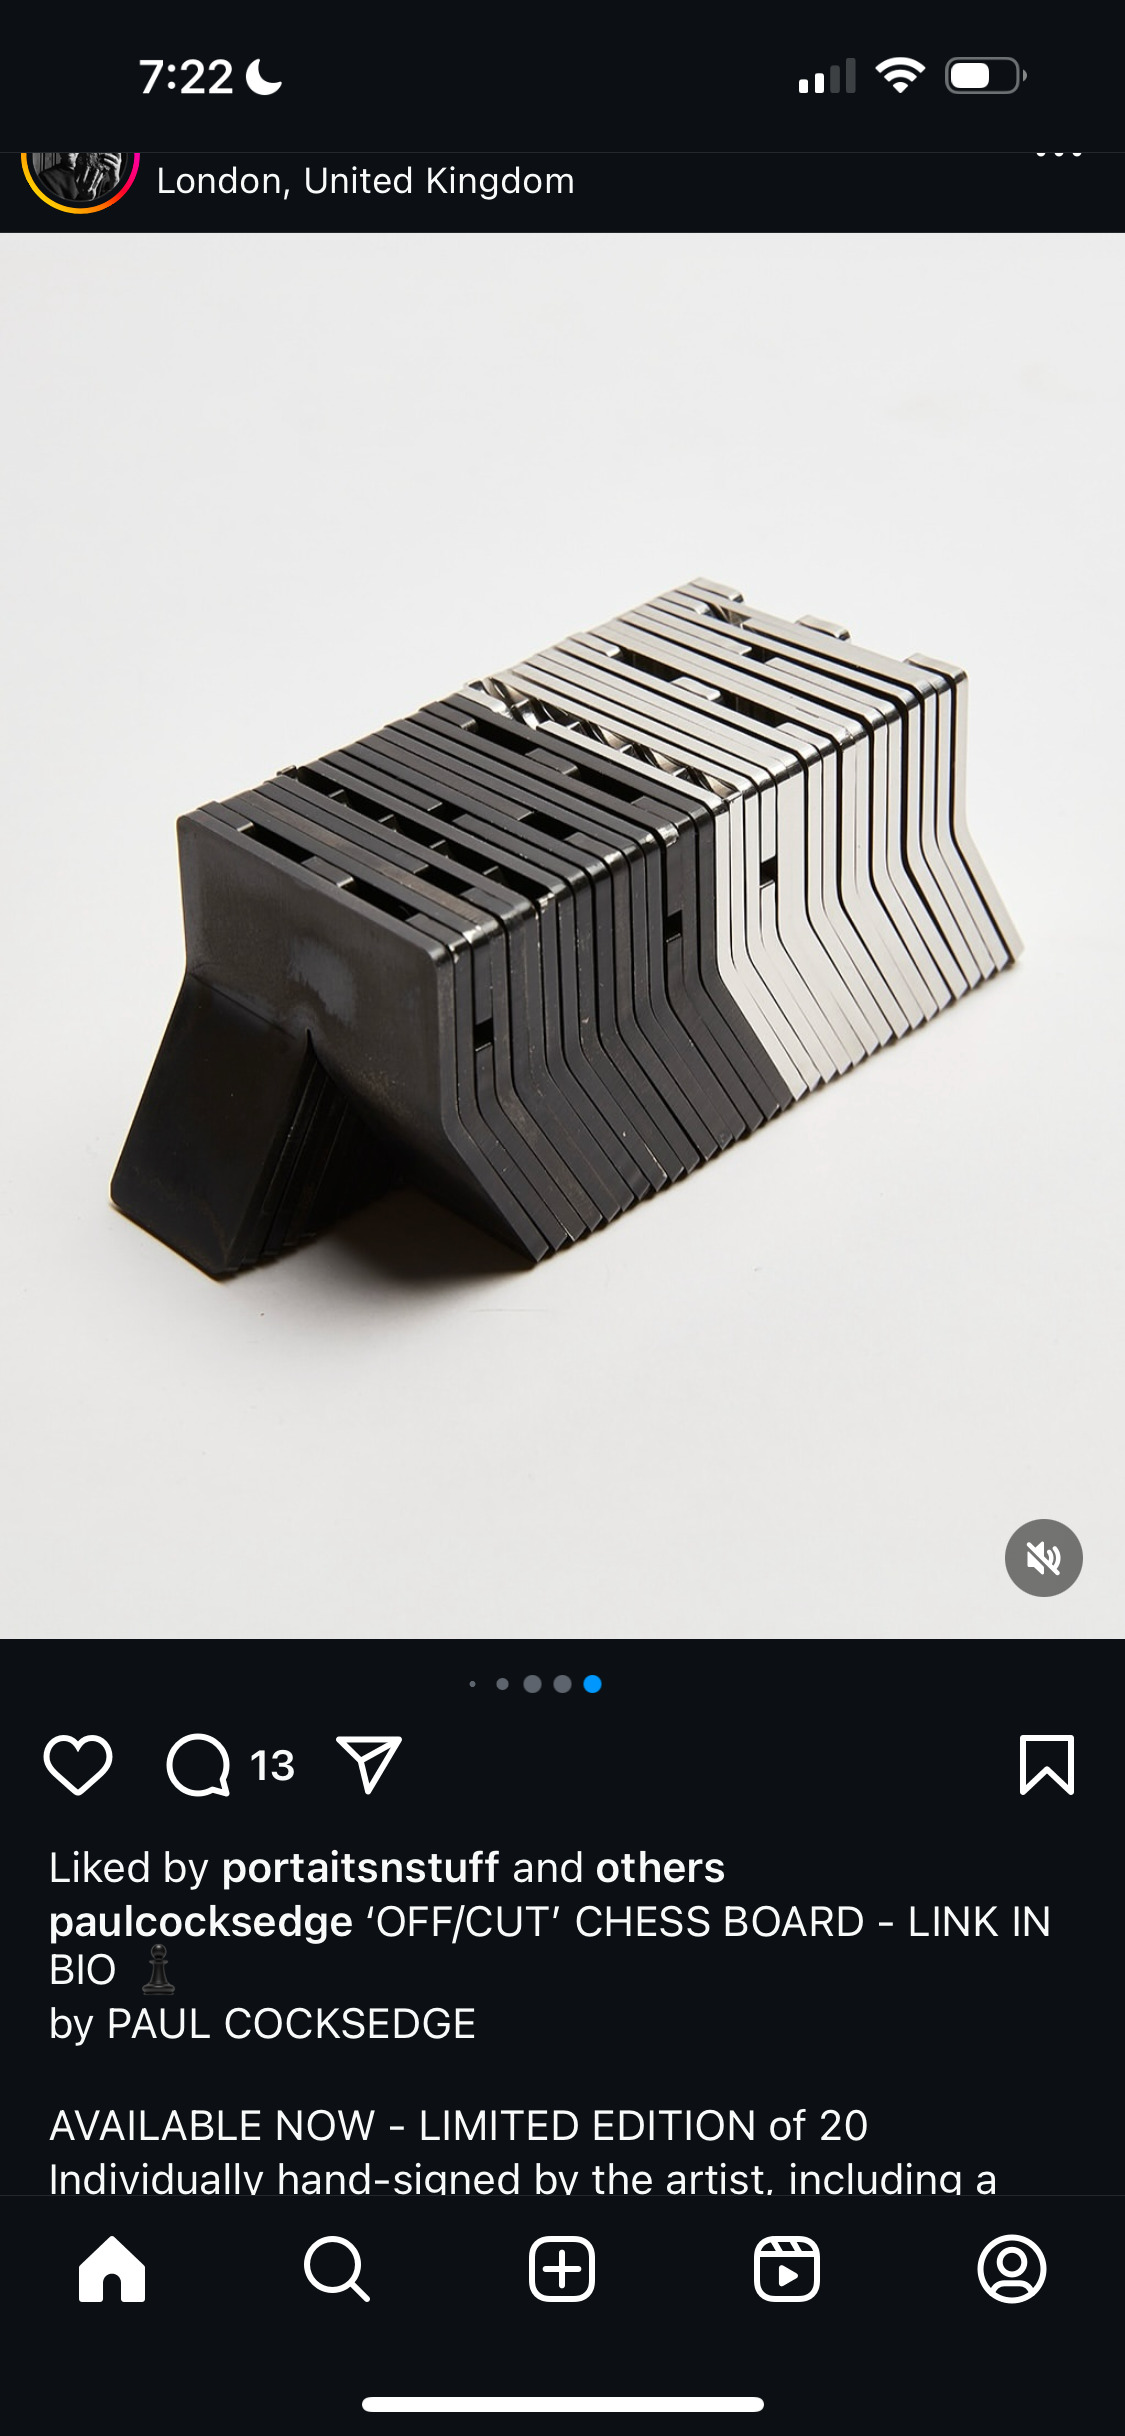 7:22
London, United Kingdom
13
Liked by portaitsnstuff and others
paulcocksedge ‘OFF/CUT’ CHESS BOARD - LINK IN
BIO ♟️
by PAUL COCKSEDGE
AVAILABLE NOW - LIMITED EDITION of 20
Individually hand-signed by the artist, including a